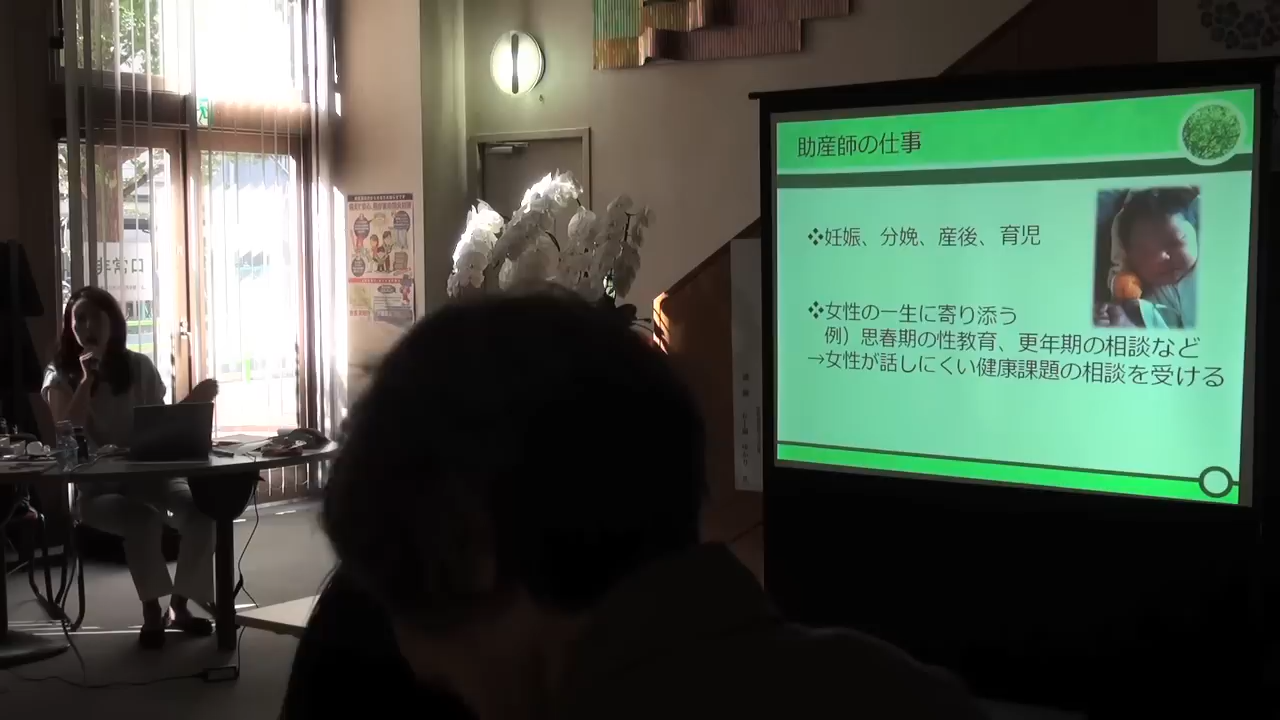 助産師の仕事
❖妊娠、分娩、産後、育児
❖女性の一生に寄り添う
例）思春期の性教育、更年期の相談など
→女性が話しにくい健康課題の相談を受ける